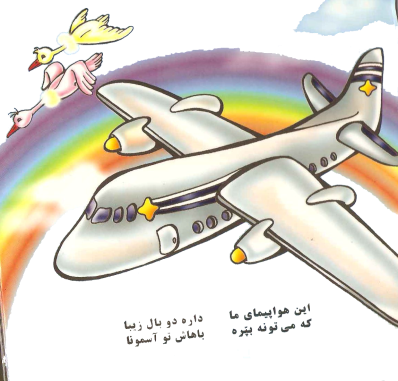 این هواپیمای ما
داره دو بال زیبا
که می تونه بپره
باهاش تو آسمونا